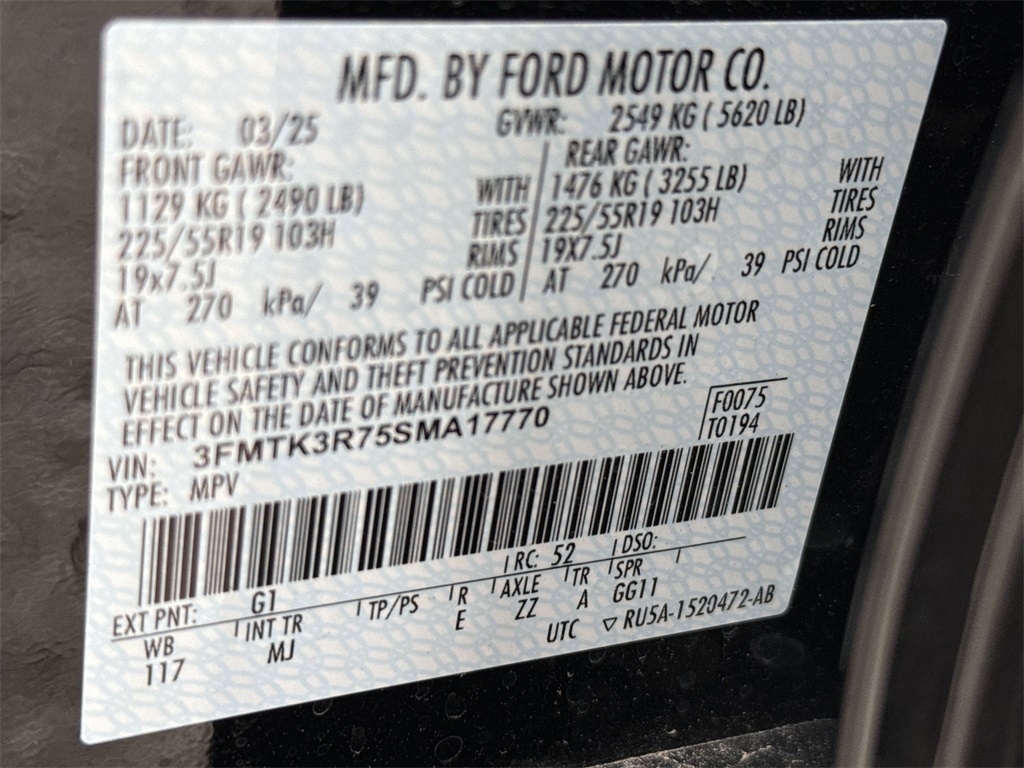 MFD. BY FORD MOTOR CO.
DATE: 03/25 GVWR: 2549 KG ( 5620 LB)
FRONT GAWR: REAR GAWR:
1129 KG ( 2490 LB) WITH 1476 KG ( 3255 LB) WITH
225/55R19 103H TIRES 225/55R19 103H TIRES
19x7.5J RIMS 19X7.5J RIMS
AT 270 kPa/ 39 PSI COLD AT 270 kPa/ 39 PSI COLD
THIS VEHICLE CONFORMS TO ALL APPLICABLE FEDERAL MOTOR
VEHICLE SAFETY AND THEFT PREVENTION STANDARDS IN
EFFECT ON THE DATE OF MANUFACTURE SHOWN ABOVE.
VIN: 3FMTK3R75SMA17770 F0075
TYPE: MPV T0194
EXT PNT: G1 RC: 52 DSO:
WB INT TR TP/PS R AXLE TR SPR
117 MJ E ZZ A GG11
UTC ▽ RU5A-1520472-AB